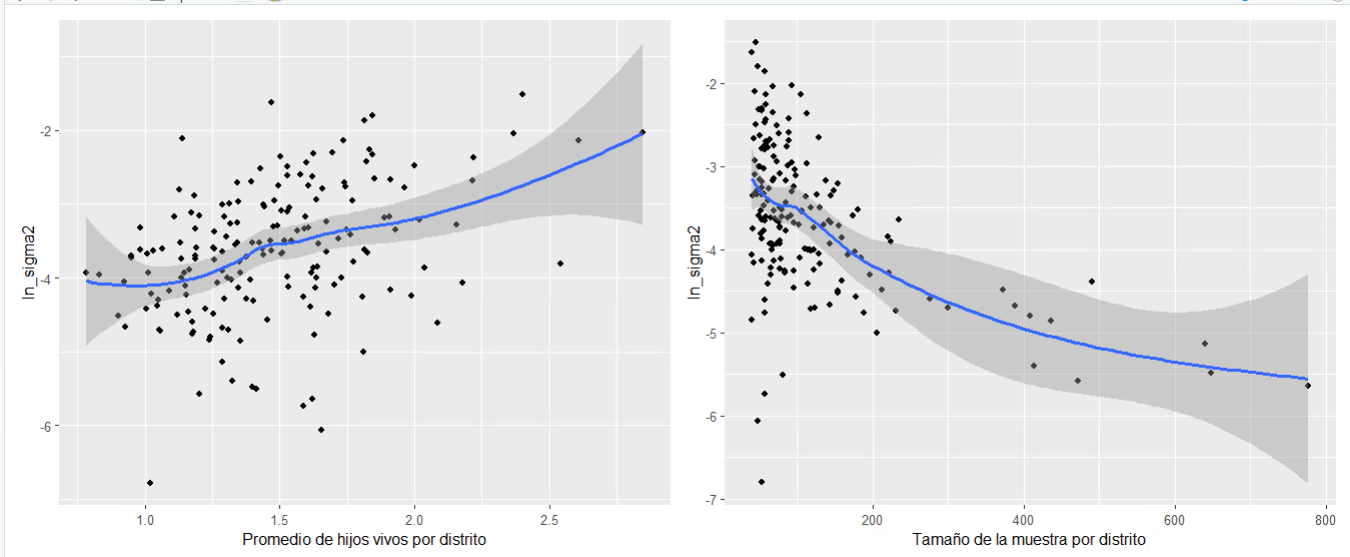 ln_sigma2
-2
-4
-6
1.0 1.5 2.0 2.5
Promedio de hijos vivos por distrito
ln_sigma2
-2
-3
-4
-5
-6
-7
200 400 600 800
Tamaño de la muestra por distrito